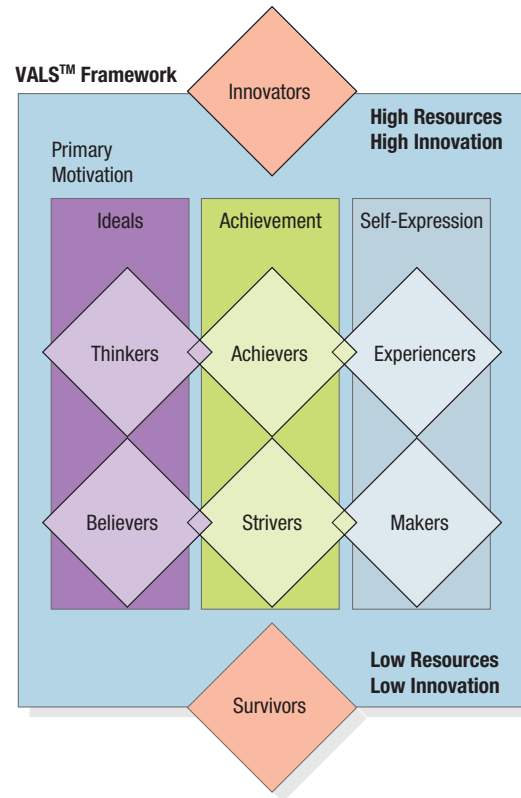 VALS™ Framework
Innovators
High Resources
High Innovation
Primary
Motivation
Ideals
Achievement
Self-Expression
Thinkers
Achievers
Experiencers
Believers
Strivers
Makers
Low Resources
Low Innovation
Survivors